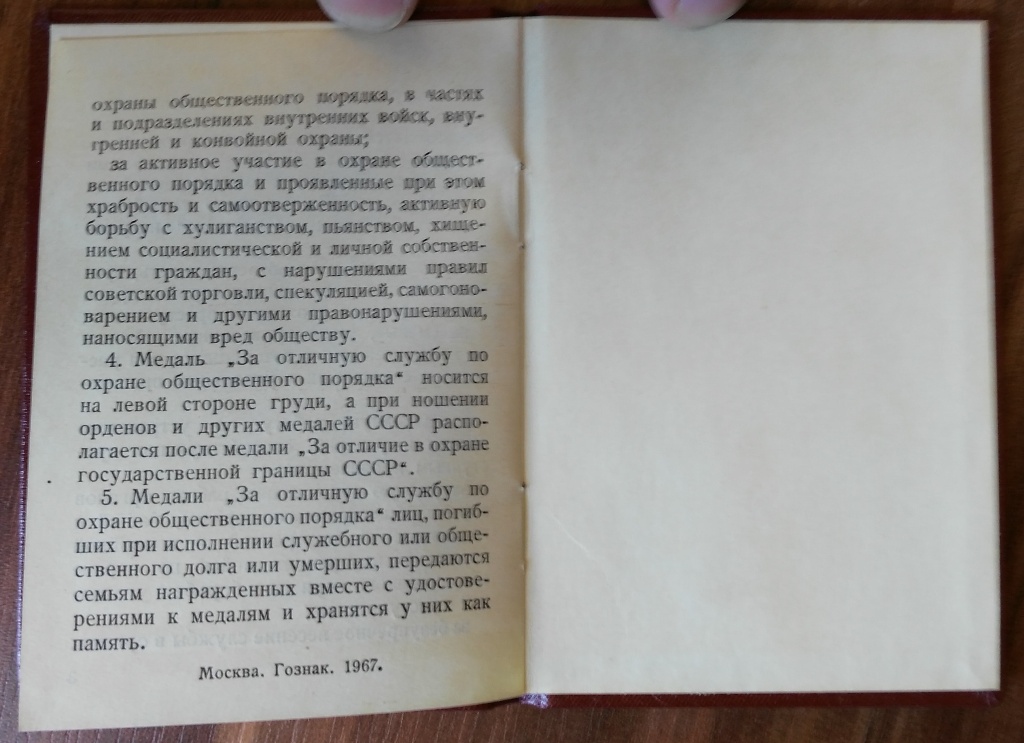 охраны общественного порядка, в частях
и подразделениях внутренних войск, вну-
тренней и конвойной охраны;
за активное участие в охране общест-
венного порядка и проявленные при этом
храбрость и самоотверженность, активную
борьбу с хулиганством, пьянством, хище-
нием социалистической и личной собствен-
ности граждан, с нарушениями правил
советской торговли, спекуляцией, самогоно-
варением и другими правонарушениями,
наносящими вред обществу.
4. Медаль „За отличную службу по
охране общественного порядка“ носится
на левой стороне груди, а при ношении
орденов и других медалей СССР распо-
лагается после медали „За отличие в охране
государственной границы СССР“.
5. Медали „За отличную службу по
охране общественного порядка“ лиц, погиб-
ших при исполнении служебного или обще-
ственного долга или умерших, передаются
семьям награжденных вместе с удостове-
рениями к медалям и хранятся у них как
память.
Москва. Гознак. 1967.